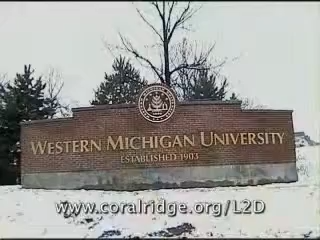 WESTERN MICHIGAN UNIVERSITY
ESTABLISHED 1903
www.coralridge.org/L2D